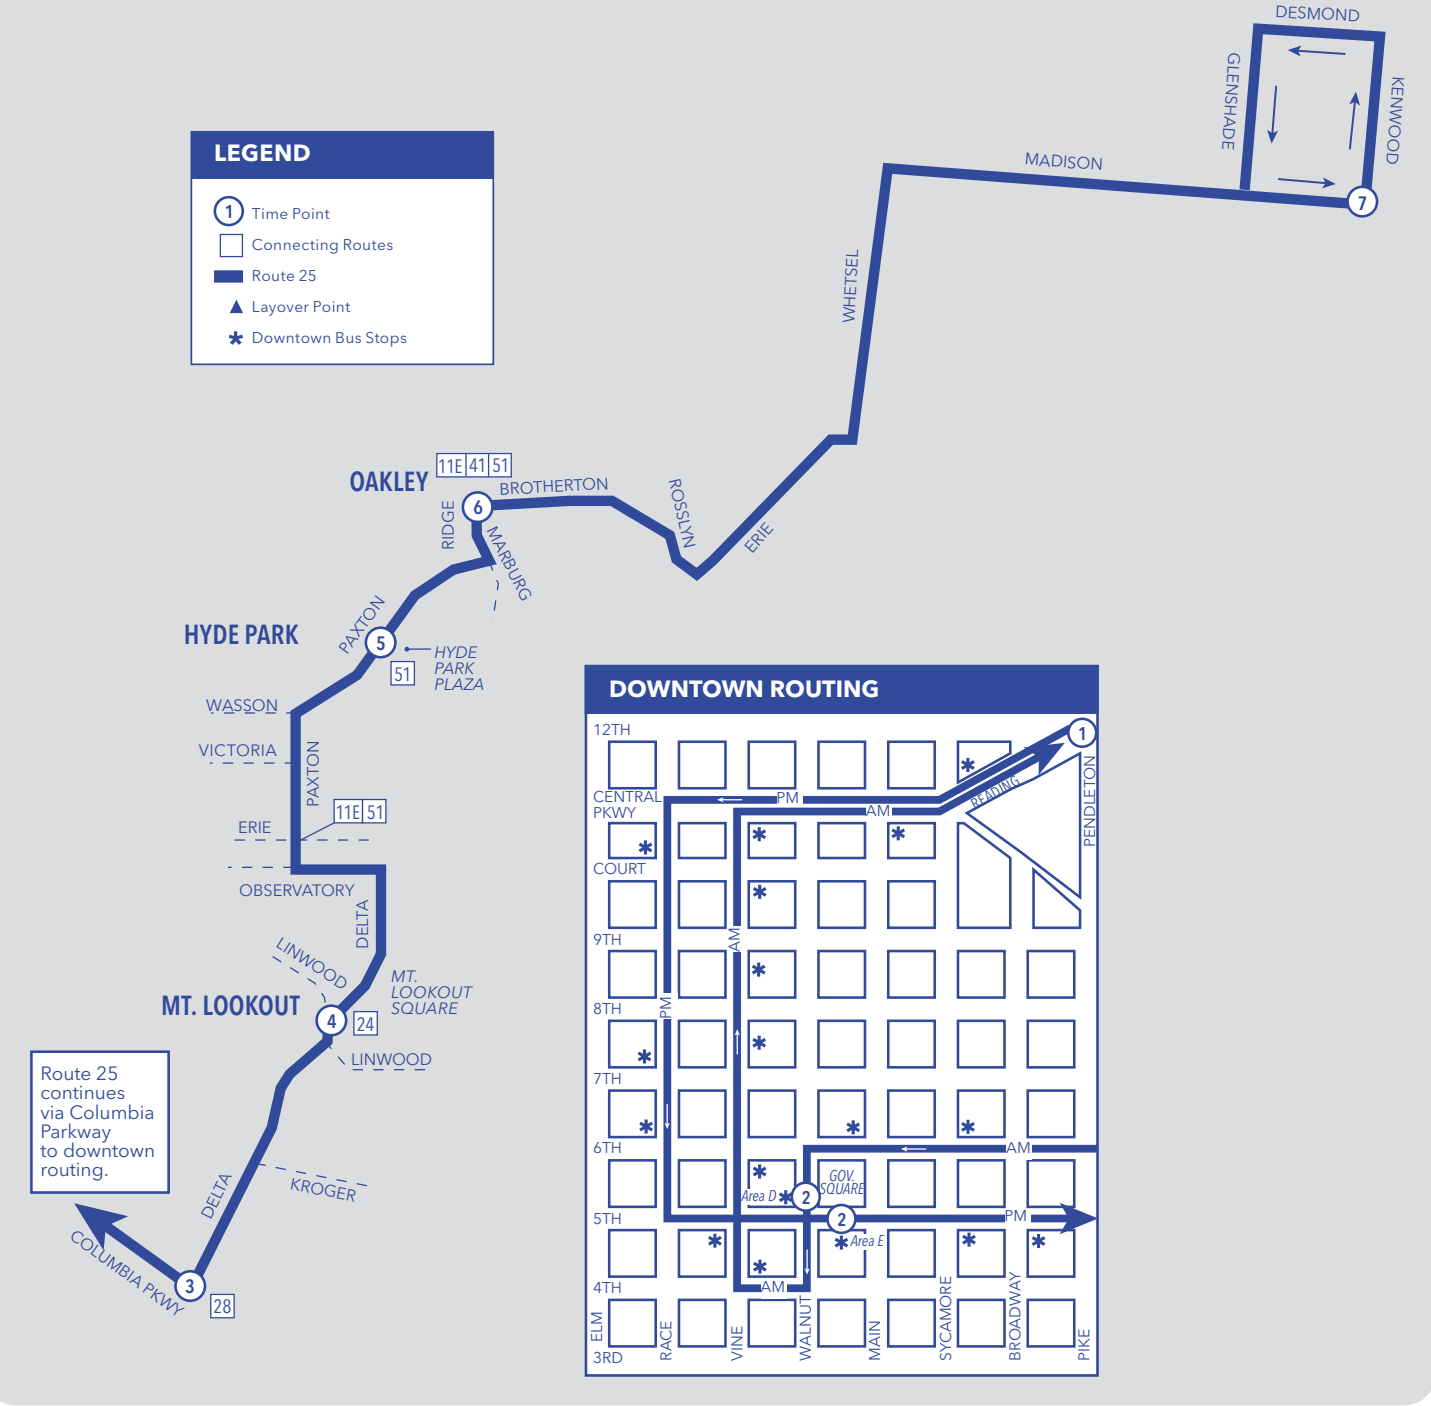 DESMOND
GLENSHADE
KENWOOD
MADISON
7
LEGEND
1 Time Point
Connecting Routes
Route 25
Layover Point
Downtown Bus Stops
WHETSEL
OAKLEY
11E 41 51
6
BROTHERTON
RIDGE
MARBURG
ROSSLYN
ERIE
HYDE PARK
PAXTON
5
51
HYDE
PARK
PLAZA
WASSON
VICTORIA
PAXTON
11E 51
ERIE
OBSERVATORY
DELTA
LINWOOD
MT.
LOOKOUT
SQUARE
MT. LOOKOUT
4
24
LINWOOD
Route 25
continues
via Columbia
Parkway
to downtown
routing.
KROGER
DELTA
COLUMBIA PKWY
3
28
DOWNTOWN ROUTING
12TH
1
READING
PENDLETON
CENTRAL
PKWY
PM
AM
COURT
9TH
AM
8TH
PM
7TH
6TH
AM
GOV.
SQUARE
Area D
2
5TH
2
PM
Area E
4TH
AM
3RD
ELM
RACE
VINE
WALNUT
MAIN
SYCAMORE
BROADWAY
PIKE